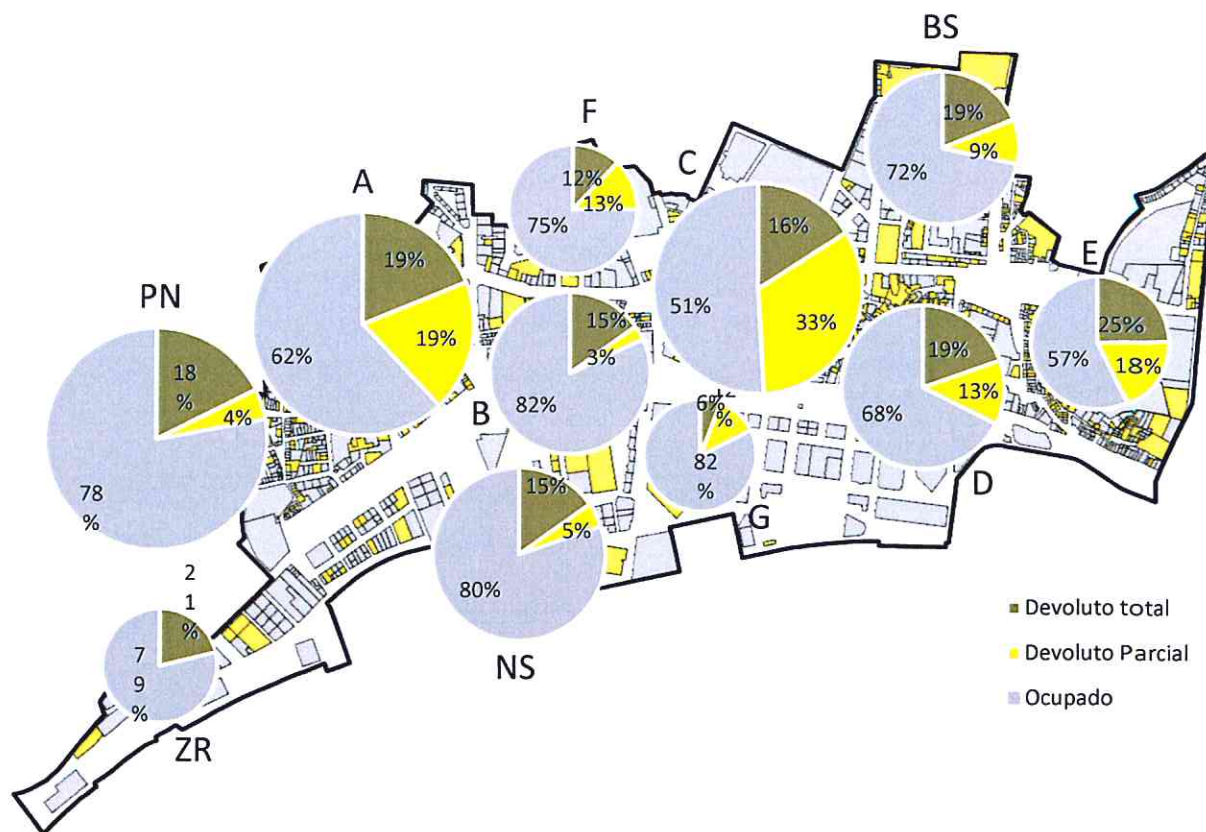 BS
19%
9%
72%
F
12%
13%
75%
C
16%
33%
51%
A
19%
19%
62%
E
25%
18%
57%
PN
18
%
4%
78
%
B
15%
3%
82%
D
19%
13%
68%
G
6%
%
82
%
NS
15%
5%
80%
ZR
2
1
%
7
9
%
Devoluto total
Devoluto Parcial
Ocupado